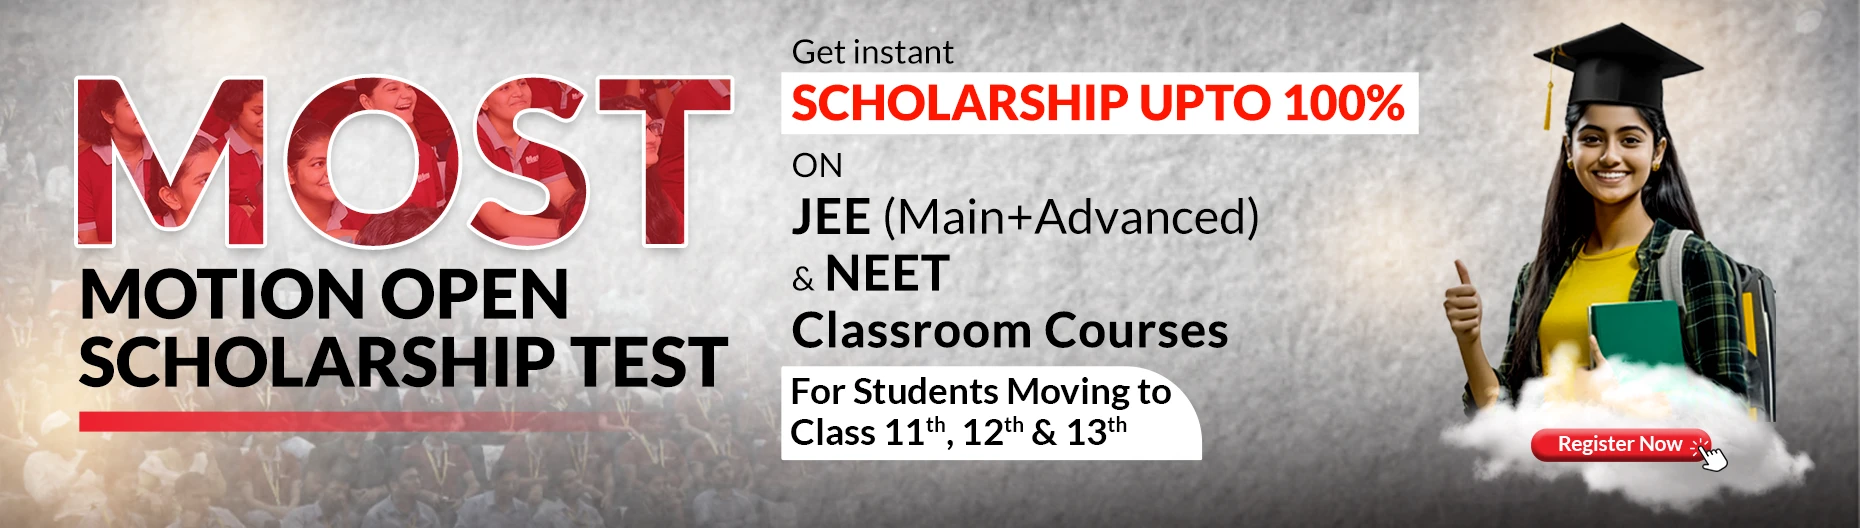 MOST
MOTION OPEN
SCHOLARSHIP TEST
Get instant
SCHOLARSHIP UPTO 100%
ON
JEE (Main+Advanced)
& NEET
Classroom Courses
For Students Moving to
Class 11th, 12th & 13th
Register Now